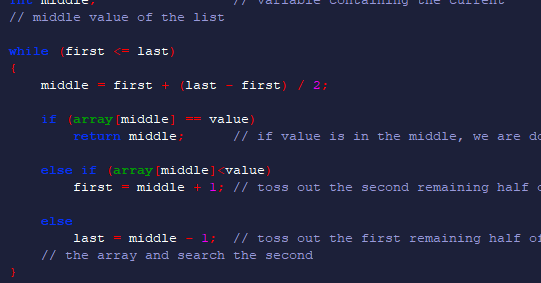 int middle; // variable containing the current
// middle value of the list
while (first <= last)
{
middle = first + (last - first) / 2;
if (array[middle] == value)
return middle; // if value is in the middle, we are do
else if (array[middle]<value)
first = middle + 1; // toss out the second remaining half o
else
last = middle - 1; // toss out the first remaining half of
// the array and search the second
}